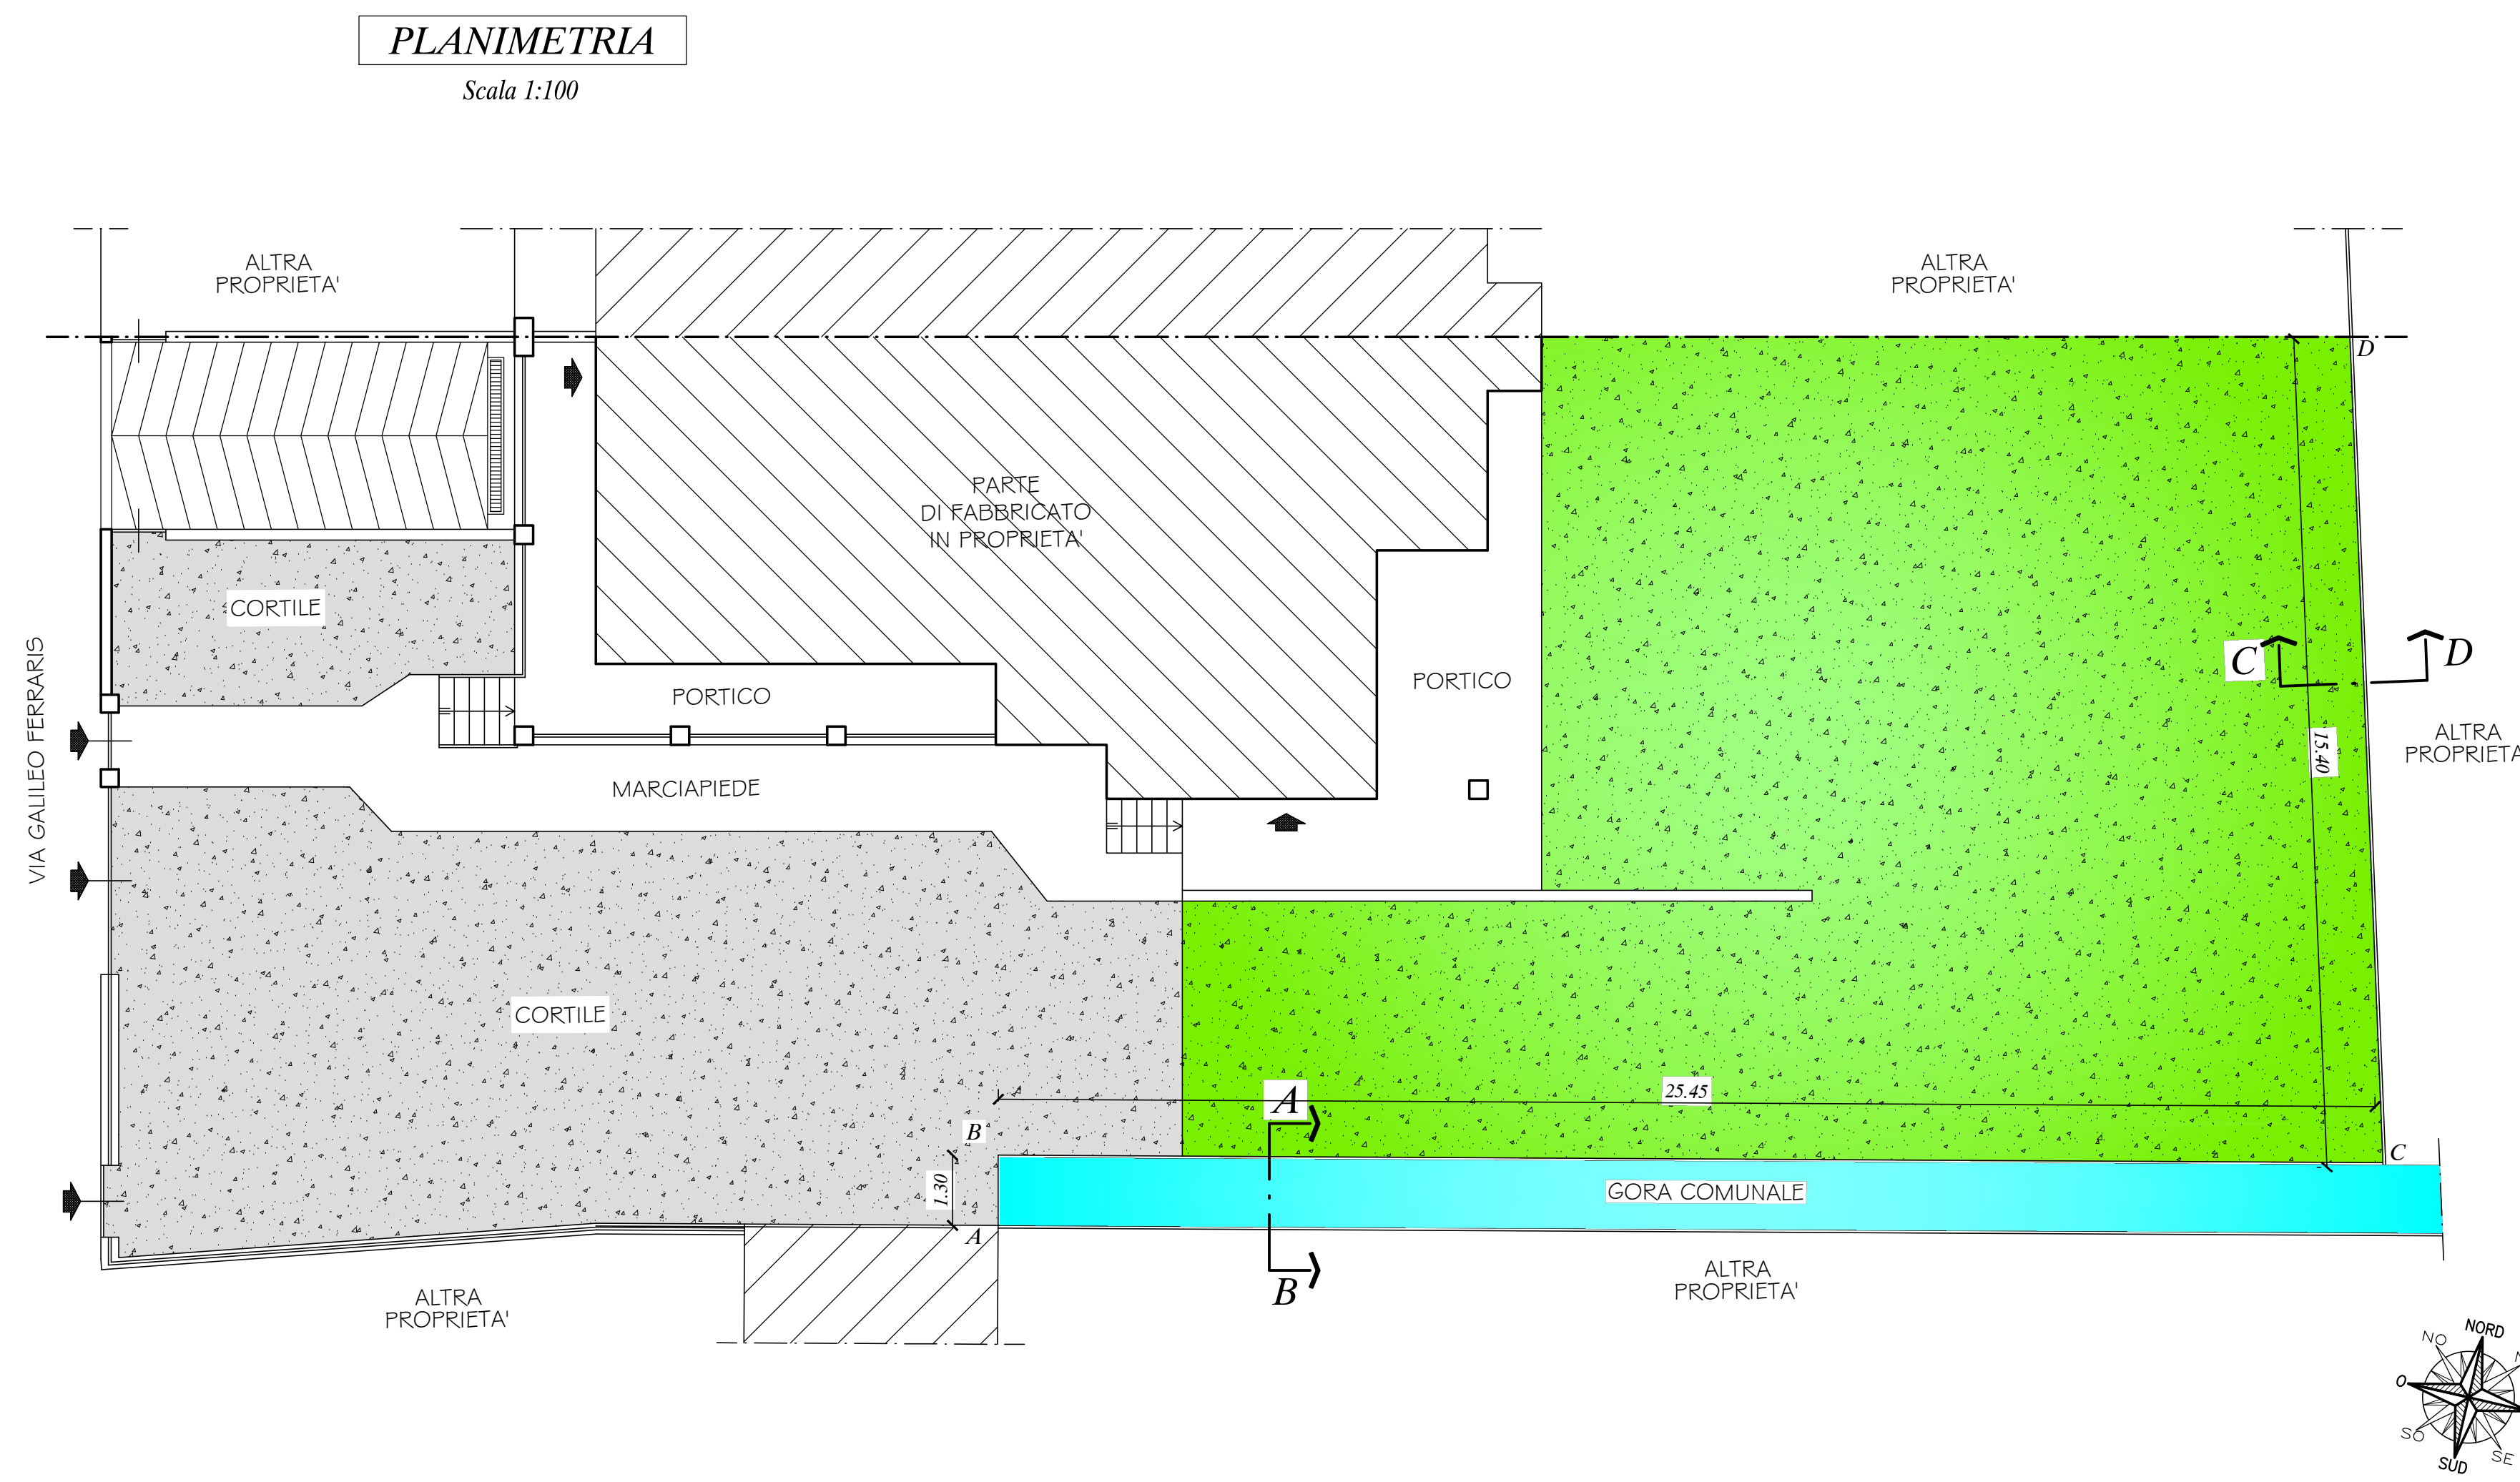 PLANIMETRIA
Scala 1:100
ALTRA
PROPRIETA'
ALTRA
PROPRIETA'
D
PARTE
DI FABBRICATO
IN PROPRIETA'
CORTILE
VIA GALILEO FERRARIS
PORTICO
PORTICO
C
D
15.40
ALTRA
PROPRIETA
MARCIAPIEDE
CORTILE
25.45
A
B
C
1.30
GORA COMUNALE
A
B
ALTRA
PROPRIETA'
ALTRA
PROPRIETA'
NORD
NO
N
O
SO
SE
SUD